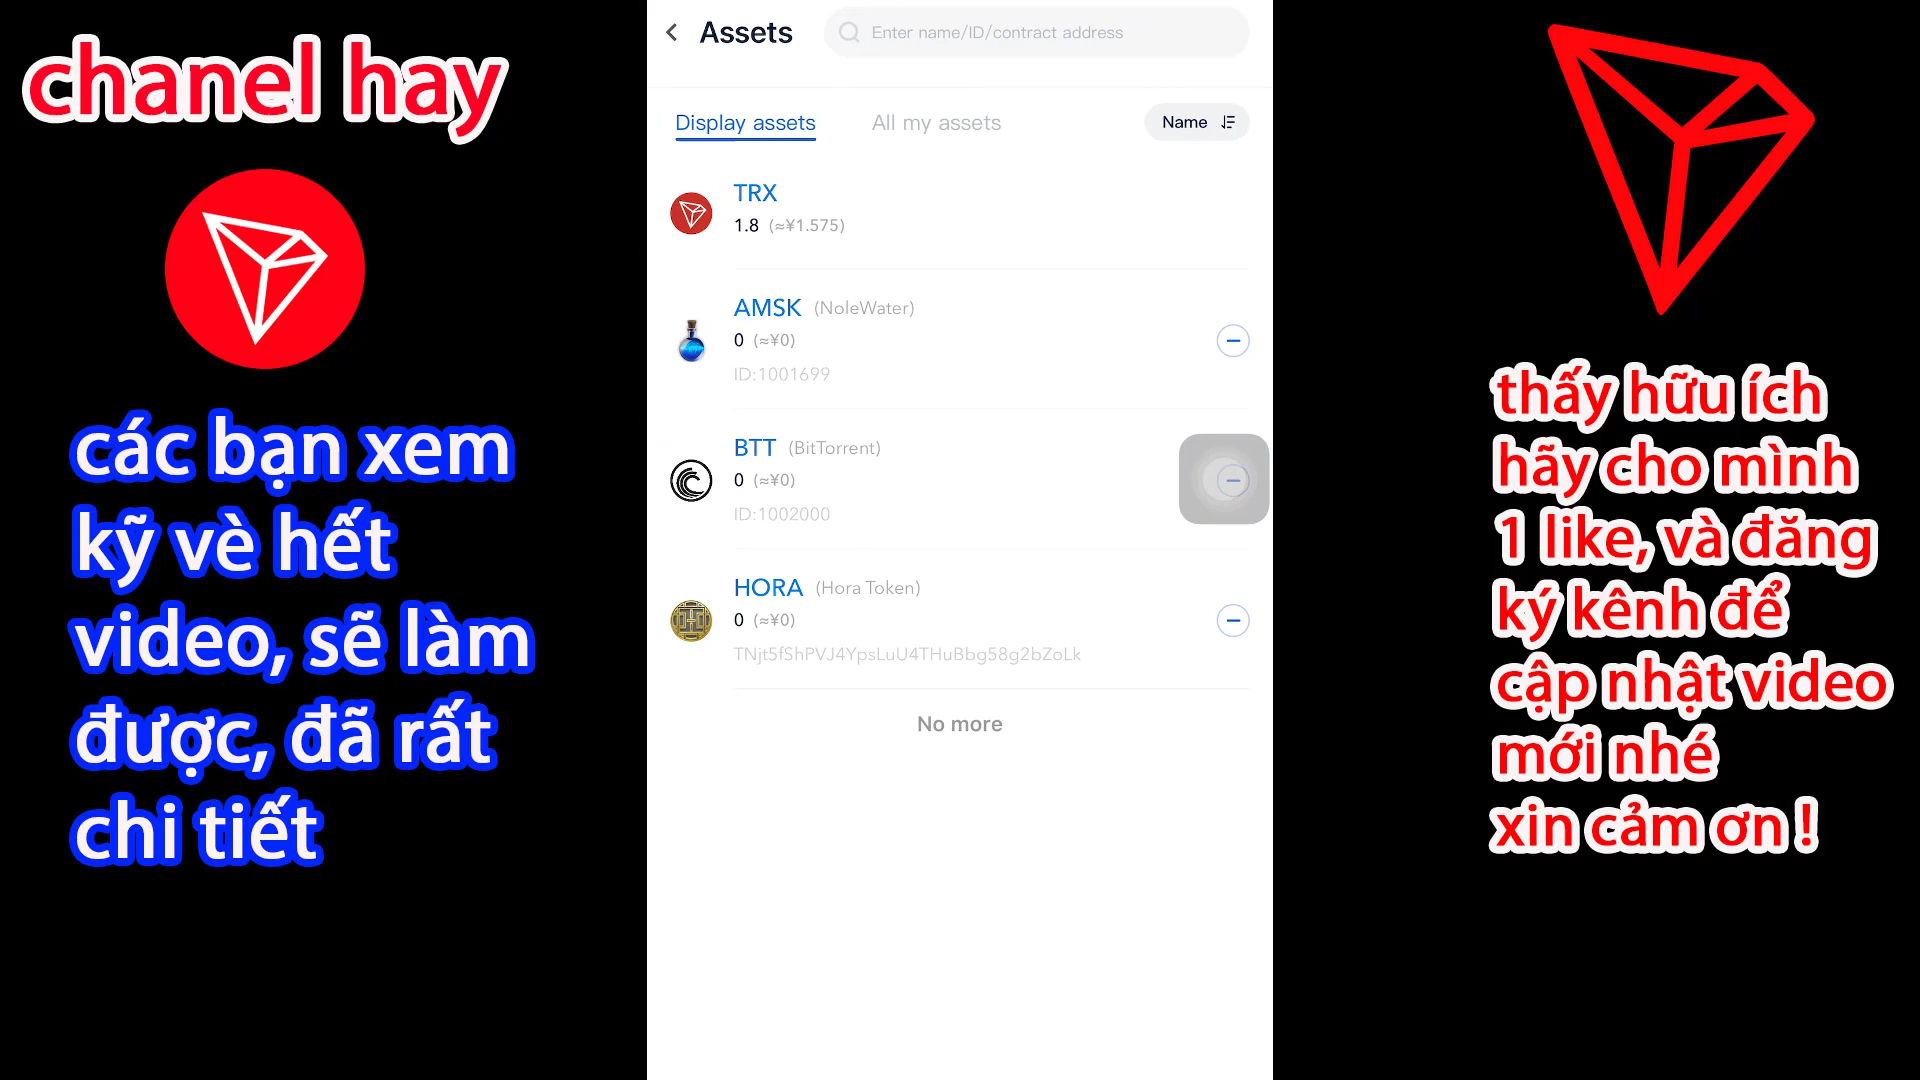 chanel hay
các bạn xem
kỹ vè hết
video, sẽ làm
được, đã rất
chi tiết
Assets
Enter name/ID/contract address
Display assets
All my assets
Name
TRX
1.8 (≈¥1.575)
AMSK (NoleWater)
0 (≈¥0)
ID:1001699
BTT (BitTorrent)
0 (≈¥0)
ID:1002000
HORA (Hora Token)
0 (≈¥0)
TNjt5fShPVJ4YpsLuU4THuBbg58g2bZoLk
No more
thấy hữu ích
hãy cho mình
1 like, và đăng
ký kênh để
cập nhật video
mới nhé
xin cảm ơn !